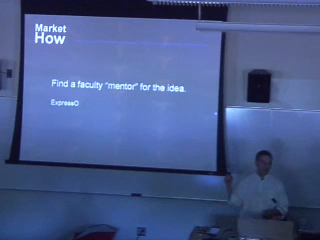 Market
How
Find a faculty "mentor" for the idea.
ExpressO